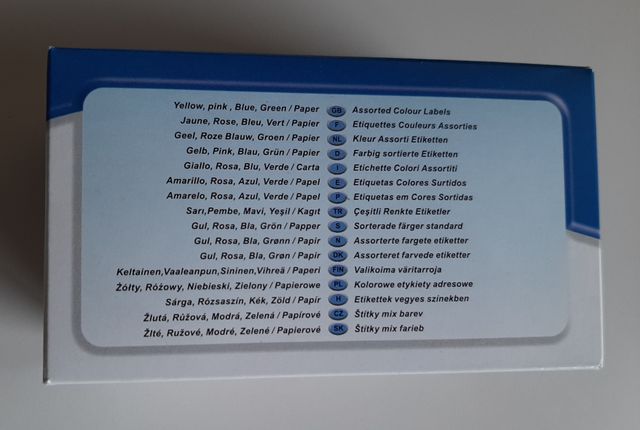 Yellow, pink , Blue, Green / Paper GB Assorted Colour Labels
Jaune, Rose, Bleu, Vert / Papier F Etiquettes Couleurs Assorties
Geel, Roze Blauw, Groen / Papier NL Kleur Assorti Etiketten
Gelb, Pink, Blau, Grün / Papier D Farbig sortierte Etiketten
Giallo, Rosa, Blu, Verde / Carta I Etichette Colori Assortiti
Amarillo, Rosa, Azul, Verde / Papel E Etiquetas Colores Surtidos
Amarelo, Rosa, Azul, Verde / Papel P Etiquetas em Cores Sortidas
Sarı,Pembe, Mavi, Yeşil / Kagıt TR Çeşitli Renkte Etiketler
Gul, Rosa, Bla, Grön / Papper S Sorterade färger standard
Gul, Rosa, Bla, Grønn / Papir N Assorterte fargete etiketter
Gul, Rosa, Bla, Grøn / Papir DK Assorteret farvede etiketter
Keltainen,Vaaleanpun,Sininen,Vihreä / Paperi FIN Valikoima väritarroja
Żółty, Różowy, Niebieski, Zielony / Papierowe PL Kolorowe etykiety adresowe
Sárga, Rózsaszín, Kék, Zöld / Papír H Etikettek vegyes szinekben
Žlutá, Růžová, Modrá, Zelená / Papírové CZ Štítky mix barev
Žlté, Ružové, Modré, Zelené / Papierové SK Štítky mix farieb